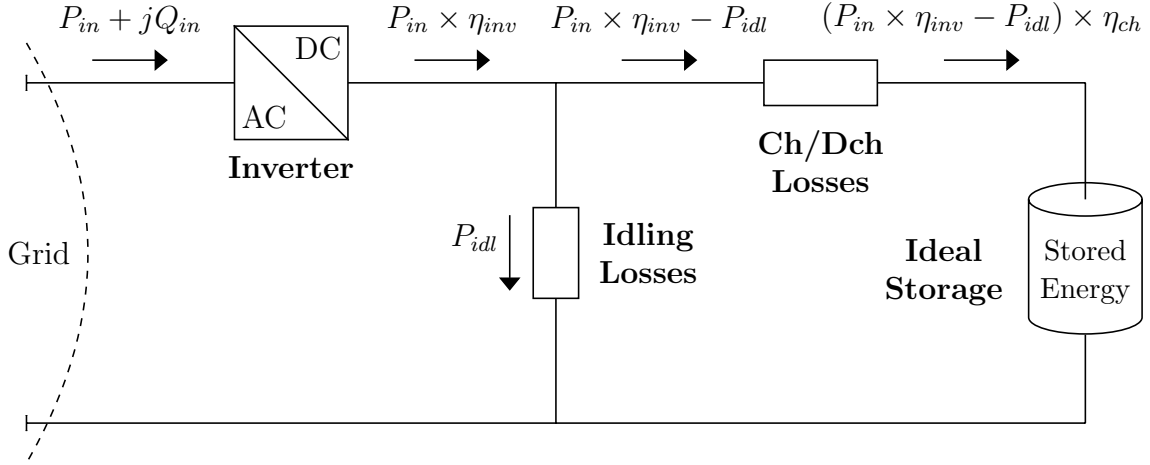 P_{in} + jQ_{in}
P_{in} × η_{inv}
P_{in} × η_{inv} − P_{idl}
(P_{in} × η_{inv} − P_{idl}) × η_{ch}
DC
AC
Inverter
Ch/Dch
Losses
Grid
P_{idl}
Idling
Losses
Ideal
Storage
Stored
Energy